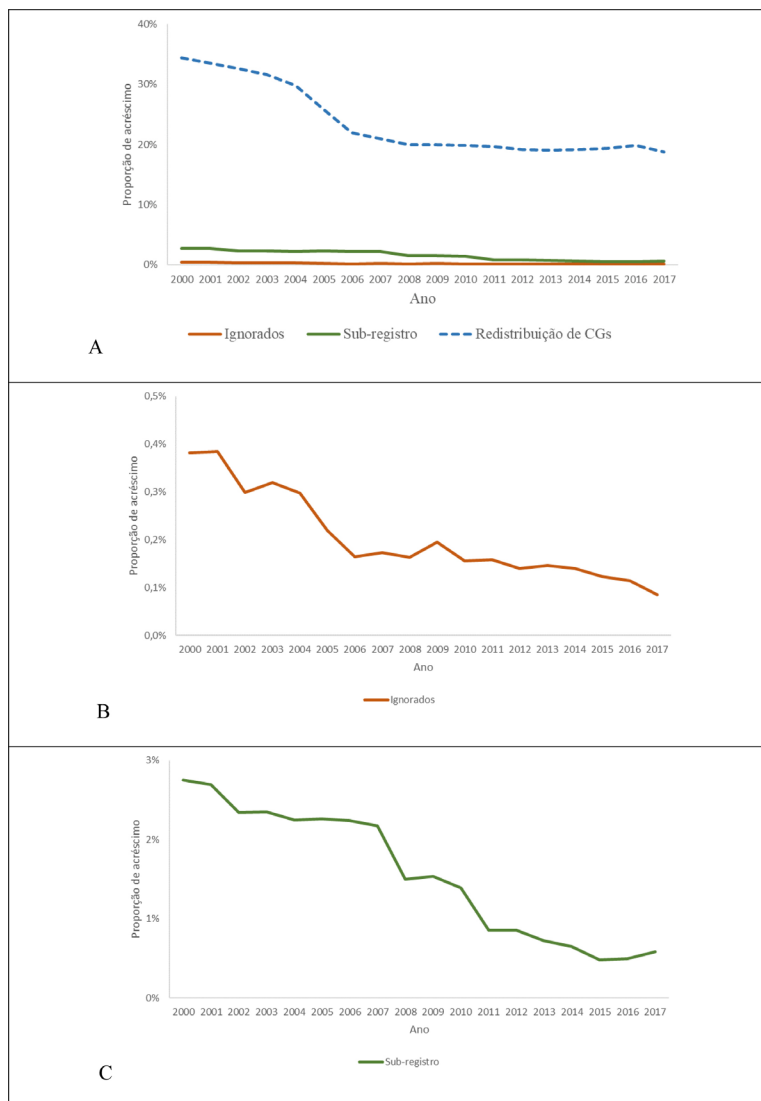 40%
30%
20%
10%
0%
Proporção de acréscimo
2000 2001 2002 2003 2004 2005 2006 2007 2008 2009 2010 2011 2012 2013 2014 2015 2016 2017
Ano
Ignorados Sub-registro Redistribuição de CGs
A
0,5%
0,4%
0,3%
0,2%
0,1%
0,0%
Proporção de acréscimo
2000 2001 2002 2003 2004 2005 2006 2007 2008 2009 2010 2011 2012 2013 2014 2015 2016 2017
Ano
Ignorados
B
3%
2%
1%
0%
Proporção de acréscimo
2000 2001 2002 2003 2004 2005 2006 2007 2008 2009 2010 2011 2012 2013 2014 2015 2016 2017
Ano
Sub-registro
C